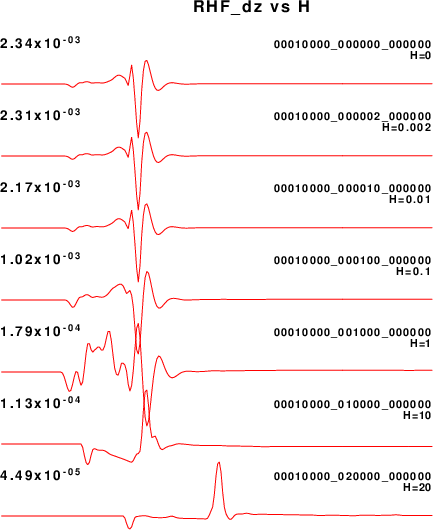 RHF_dz vs H
2.34x10⁻⁰³ 00010000_000000_000000
H=0
2.31x10⁻⁰³ 00010000_000002_000000
H=0.002
2.17x10⁻⁰³ 00010000_000010_000000
H=0.01
1.02x10⁻⁰³ 00010000_000100_000000
H=0.1
1.79x10⁻⁰⁴ 00010000_001000_000000
H=1
1.13x10⁻⁰⁴ 00010000_010000_000000
H=10
4.49x10⁻⁰⁵ 00010000_020000_000000
H=20